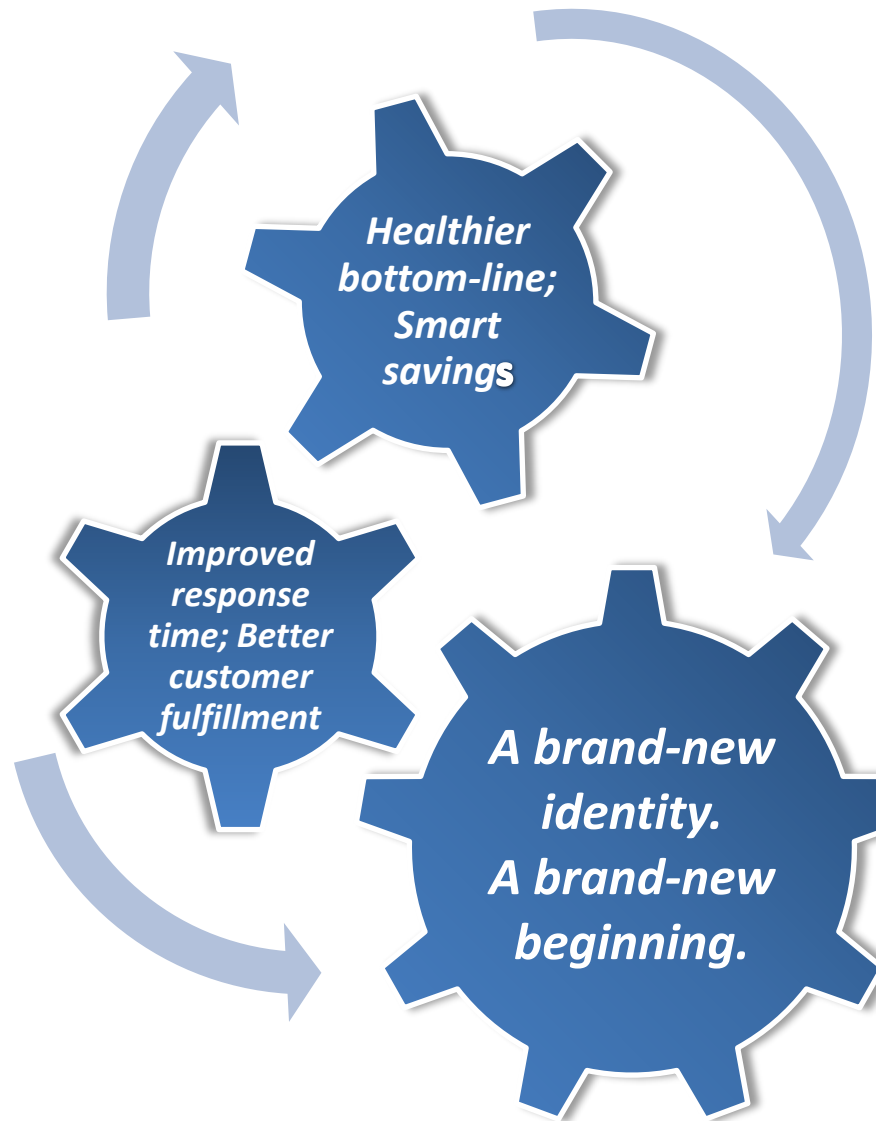 Healthier
bottom-line;
Smart
savings
Improved
response
time; Better
customer
fulfillment
A brand-new
identity.
A brand-new
beginning.